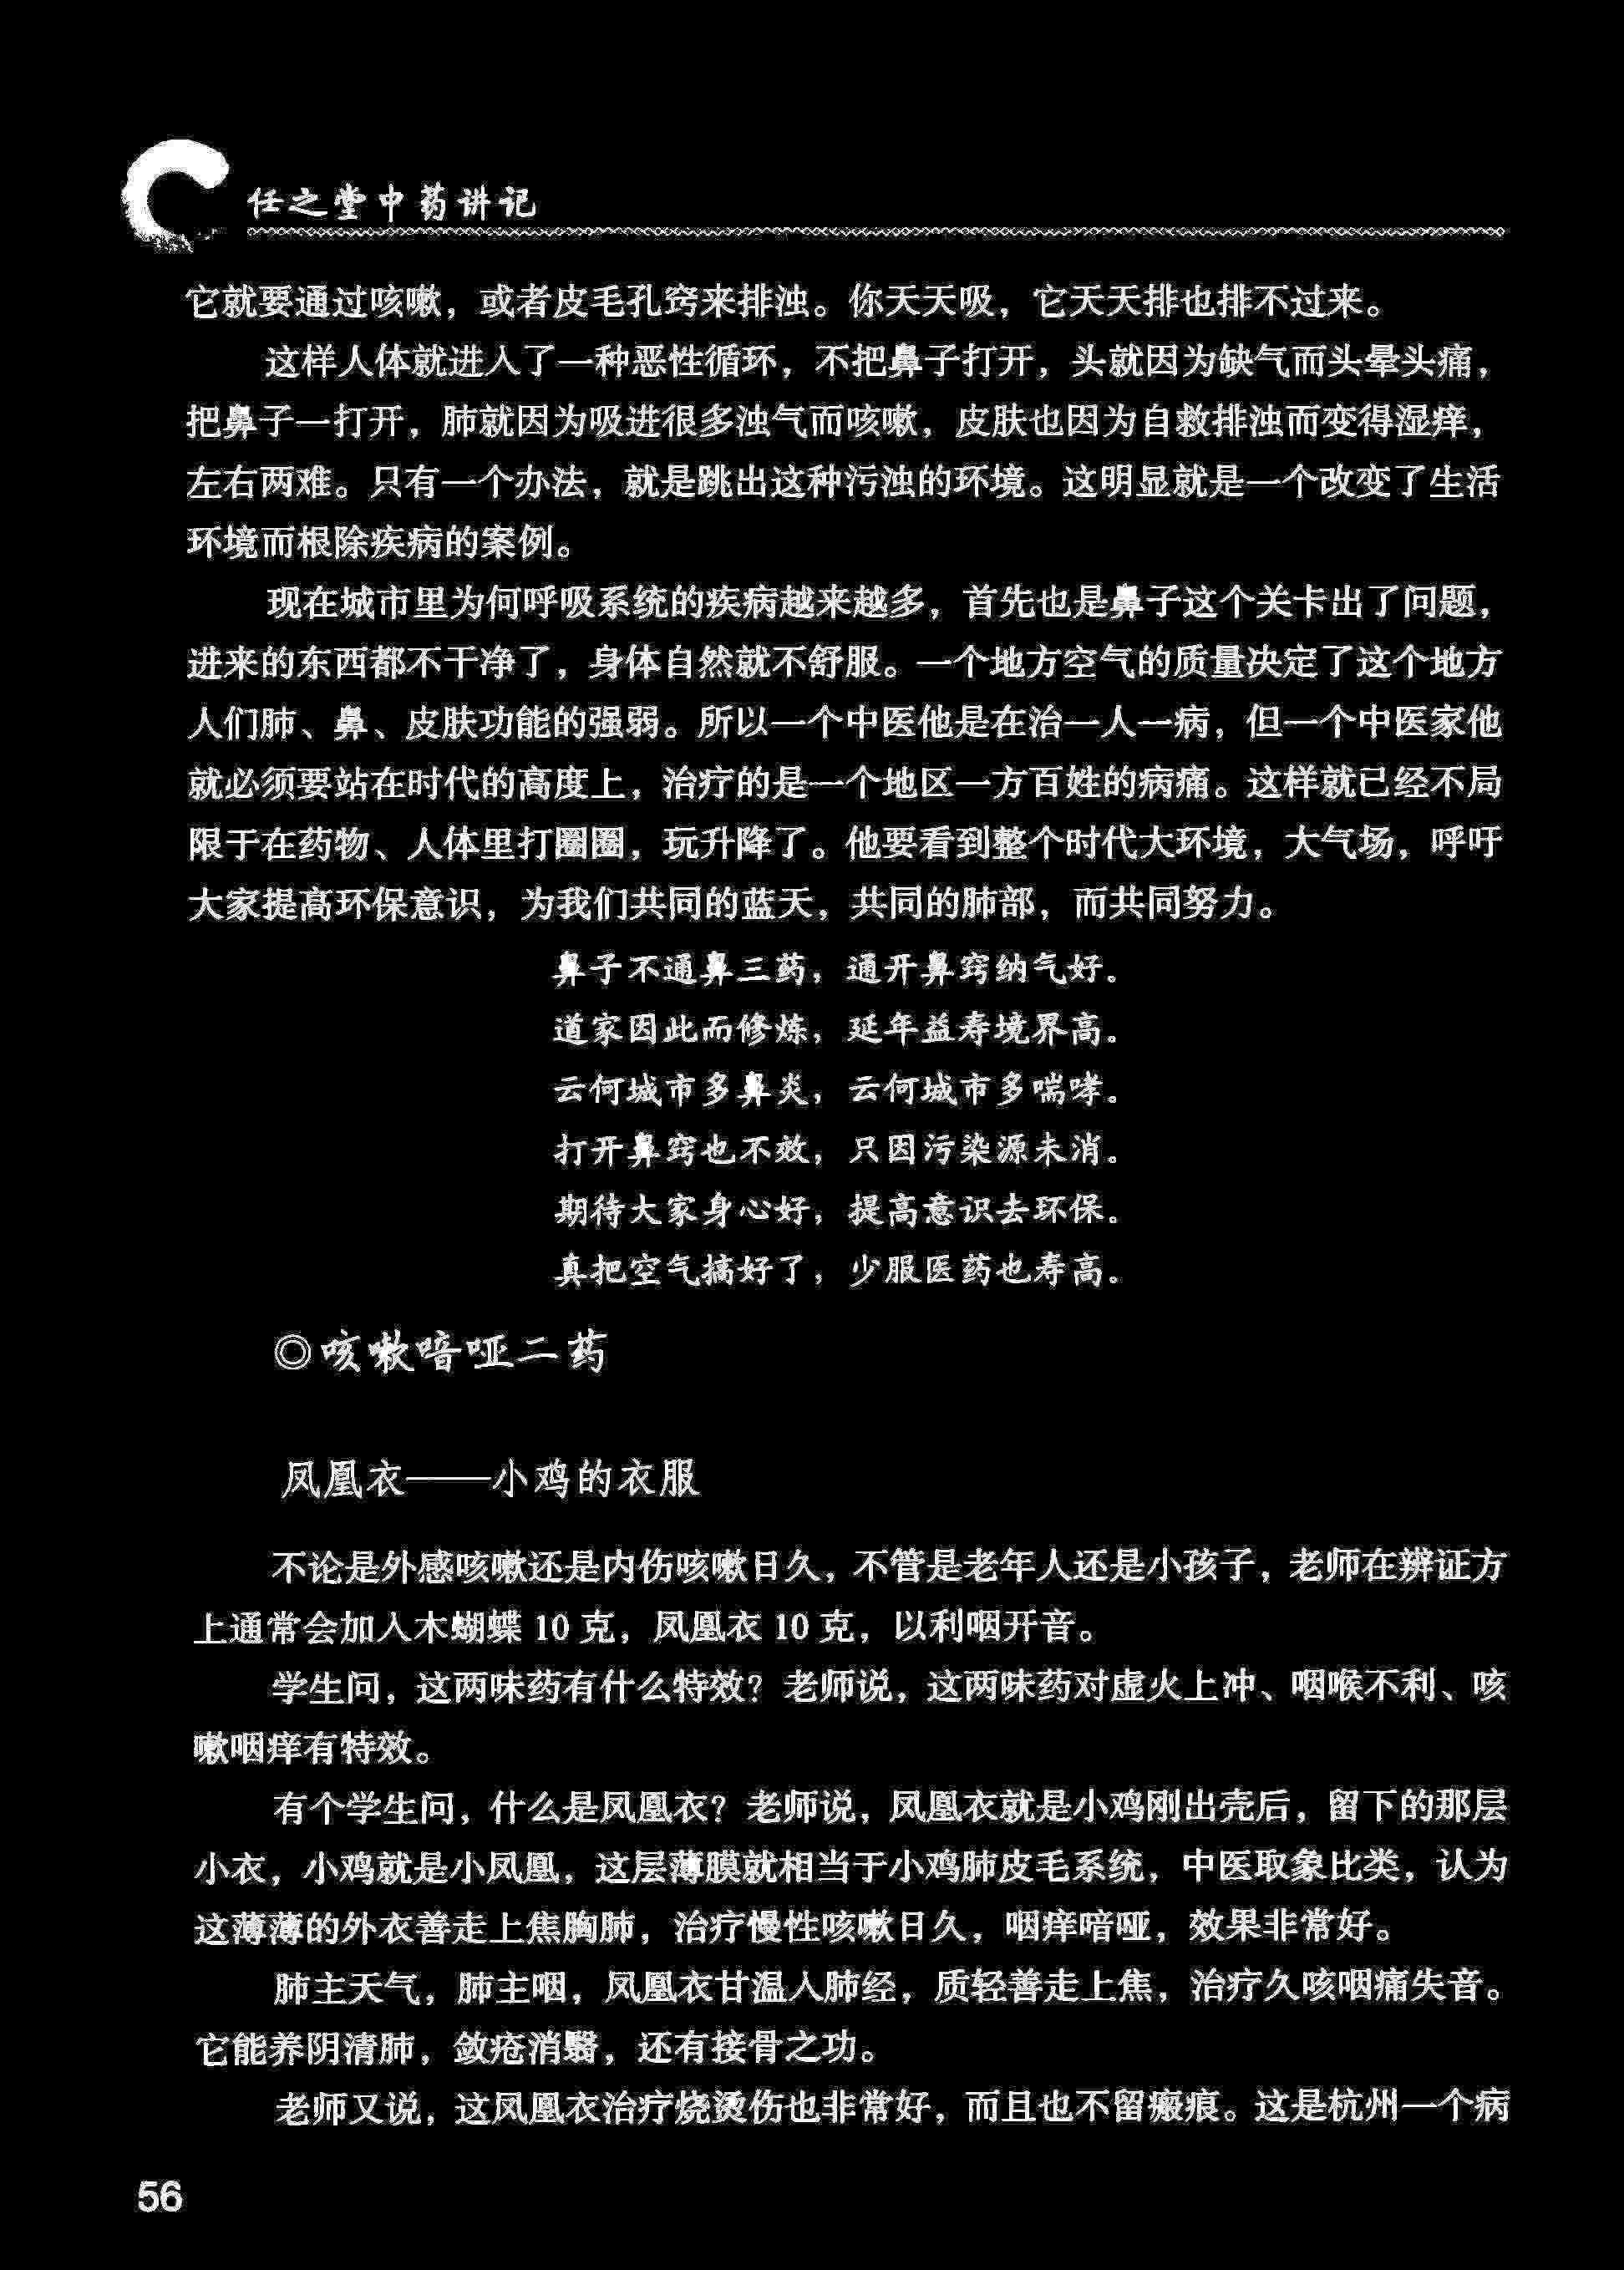 任之堂中药讲记
它就要通过咳嗽，或者皮毛孔窍来排浊。你天天吸，它天天排也排不过来。
这样人体就进入了一种恶性循环，不把鼻子打开，头就因为缺气而头晕头痛，
把鼻子一打开，肺就因为吸进很多浊气而咳嗽，皮肤也因为自救排浊而变得湿痒，
左右两难。只有一个办法，就是跳出这种污浊的环境。这明显就是一个改变了生活
环境而根除疾病的案例。
现在城市里为何呼吸系统的疾病越来越多，首先也是鼻子这个关卡出了问题，
进来的东西都不干净了，身体自然就不舒服。一个地方空气的质量决定了这个地方
人们肺、鼻、皮肤功能的强弱。所以一个中医他是在治一人一病，但一个中医家他
就必须要站在时代的高度上，治疗的是一个地区一方百姓的病痛。这样就已经不局
限于在药物、人体里打圈圈，玩升降了。他要看到整个时代大环境，大气场，呼吁
大家提高环保意识，为我们共同的蓝天，共同的肺部，而共同努力。
鼻子不通鼻三药，通开鼻窍纳气好。
道家因此而修炼，延年益寿境界高。
云何城市多鼻炎，云何城市多喘哮。
打开鼻窍也不效，只因污染源未消。
期待大家身心好，提高意识去环保。
真把空气搞好了，少服医药也寿高。
◎咳嗽喑哑二药
凤凰衣——小鸡的衣服
不论是外感咳嗽还是内伤咳嗽日久，不管是老年人还是小孩子，老师在辨证方
上通常会加入木蝴蝶 10 克，凤凰衣 10 克，以利咽开音。
学生问，这两味药有什么特效？老师说，这两味药对虚火上冲、咽喉不利、咳
嗽咽痒有特效。
有个学生问，什么是凤凰衣？老师说，凤凰衣就是小鸡刚出壳后，留下的那层
小衣，小鸡就是小凤凰，这层薄膜就相当于小鸡肺皮毛系统，中医取象比类，认为
这薄薄的外衣善走上焦胸肺，治疗慢性咳嗽日久，咽痒喑哑，效果非常好。
肺主天气，肺主咽，凤凰衣甘温入肺经，质轻善走上焦，治疗久咳咽痛失音。
它能养阴清肺，敛疮消翳，还有接骨之功。
老师又说，这凤凰衣治疗烧烫伤也非常好，而且也不留瘢痕。这是杭州一个病
56